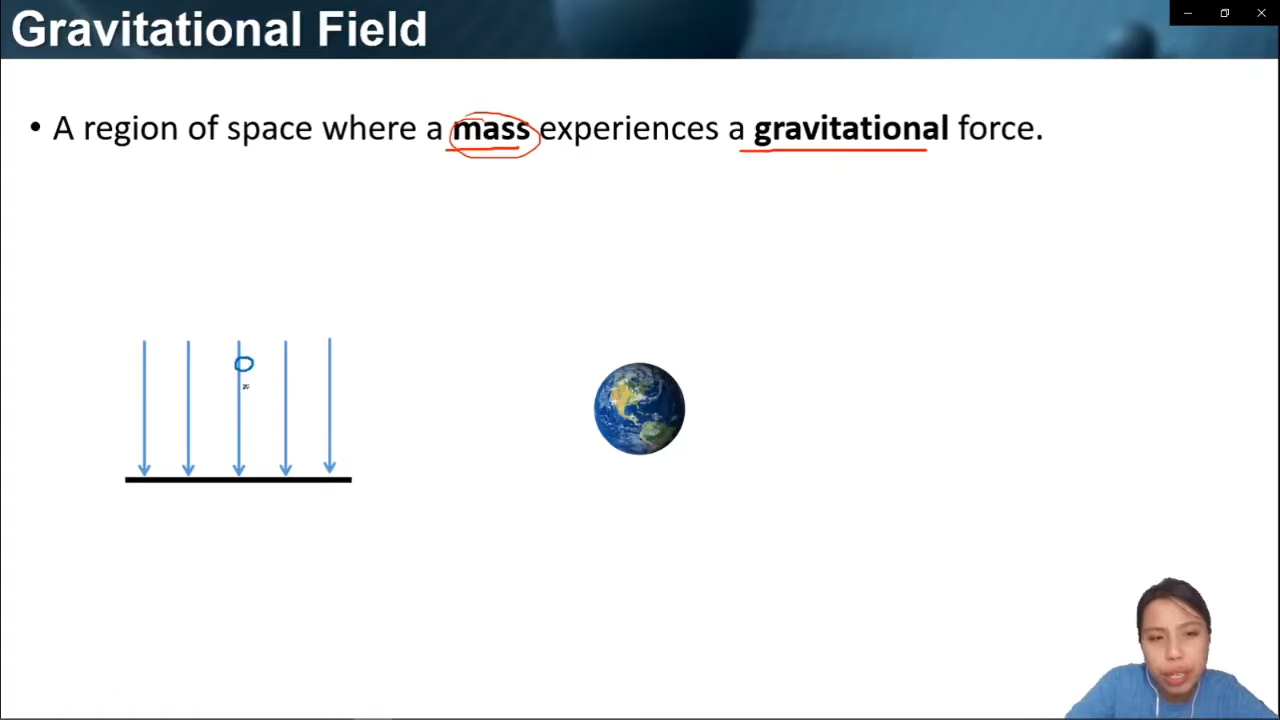 Gravitational Field
• A region of space where a mass experiences a gravitational force.